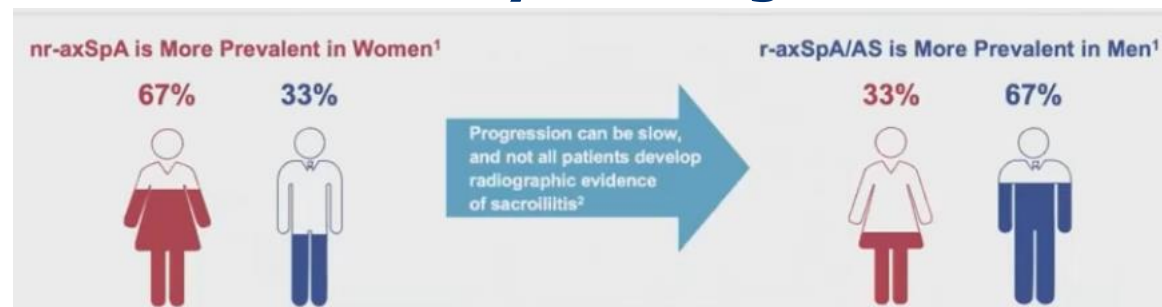 nr-axSpA is More Prevalent in Women¹
67% 33%
Progression can be slow,
and not all patients develop
radiographic evidence
of sacroiliitis²
r-axSpA/AS is More Prevalent in Men¹
33% 67%